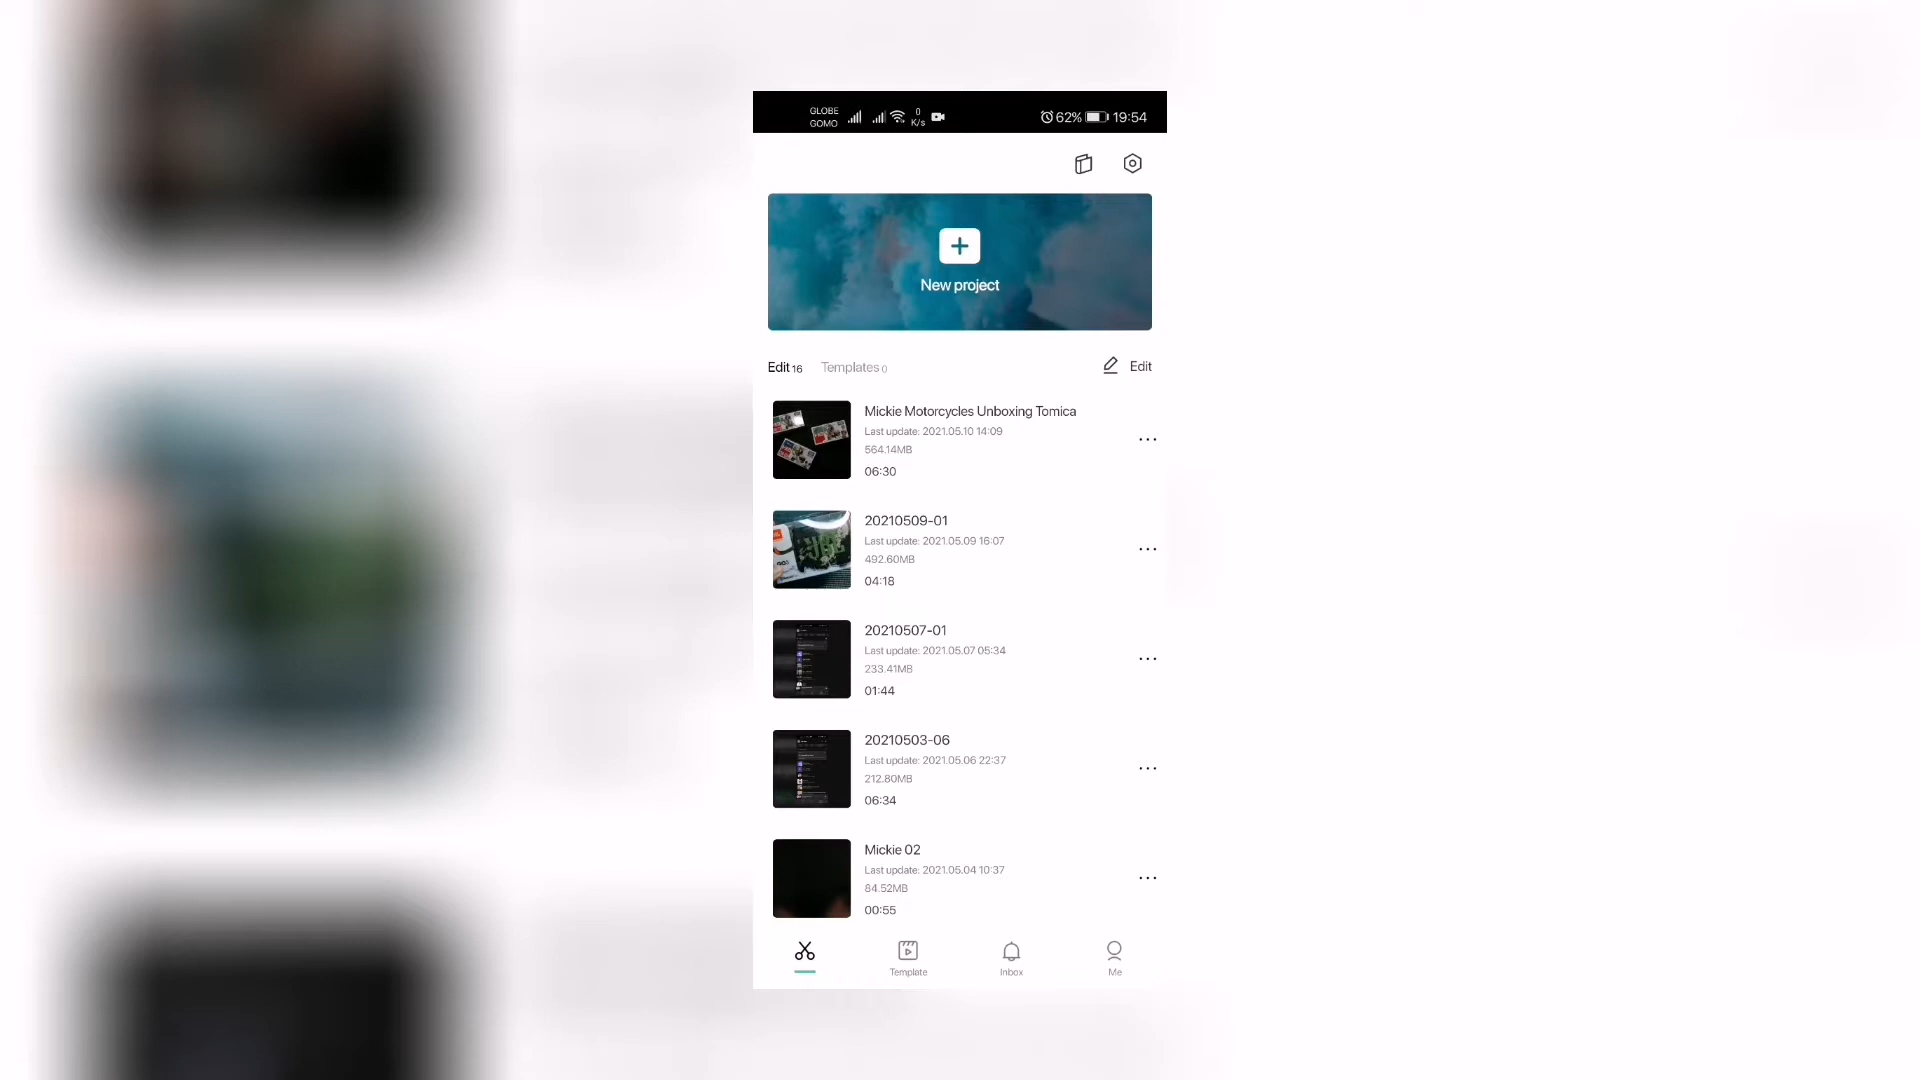 GLOBE
GOMO
0
K/s
62%
19:54
New project
Edit 16
Templates 0
Edit
Mickie Motorcycles Unboxing Tomica
Last update: 2021.05.10 14:09
564.14MB
06:30
20210509-01
Last update: 2021.05.09 16:07
492.60MB
04:18
20210507-01
Last update: 2021.05.07 05:34
233.41MB
01:44
20210503-06
Last update: 2021.05.06 22:37
212.80MB
06:34
Mickie 02
Last update: 2021.05.04 10:37
84.52MB
00:55
Template
Inbox
Me